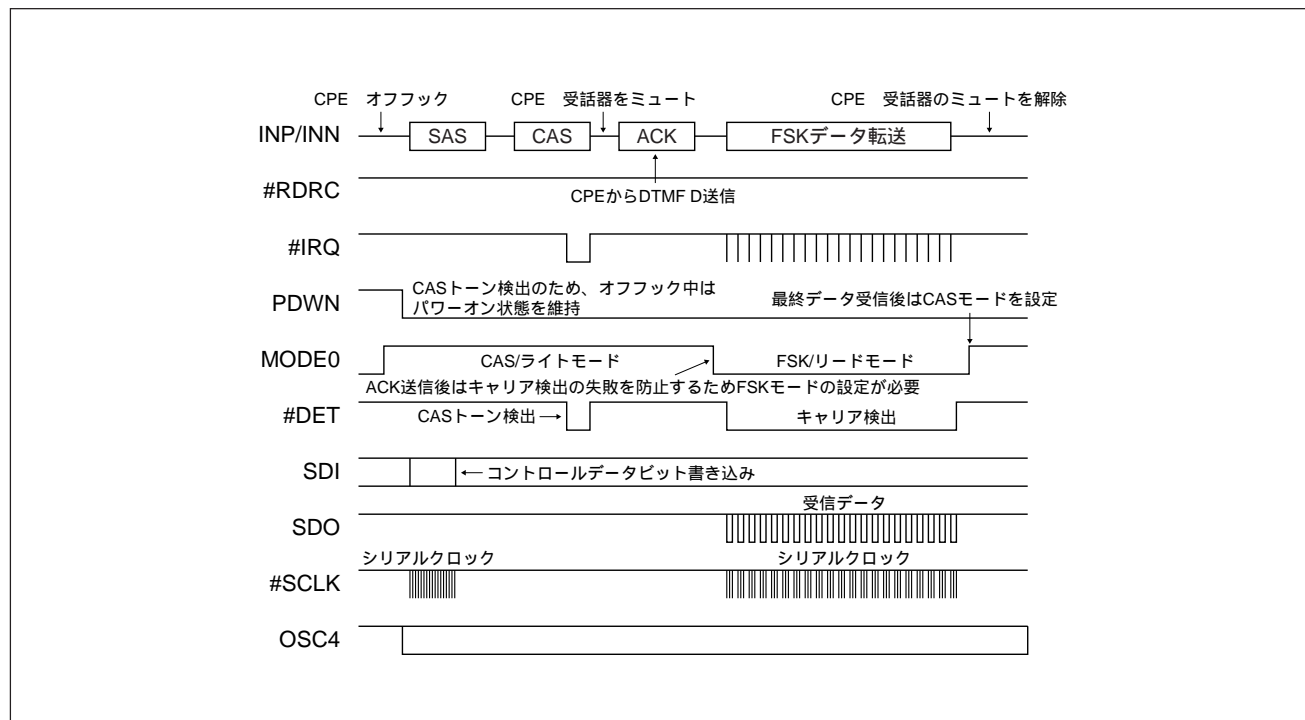 CPE オフフック
CPE 受話器をミュート
CPE 受話器のミュートを解除
INP/INN
SAS
CAS
ACK
FSKデータ転送
#RDRC
CPEからDTMF D送信
#IRQ
PDWN
CASトーン検出のため、オフフック中は
パワーオン状態を維持
最終データ受信後はCASモードを設定
MODE0
CAS/ライトモード
FSK/リードモード
ACK送信後はキャリア検出の失敗を防止するためFSKモードの設定が必要
#DET
CASトーン検出
キャリア検出
SDI
コントロールデータビット書き込み
受信データ
SDO
シリアルクロック
シリアルクロック
#SCLK
OSC4